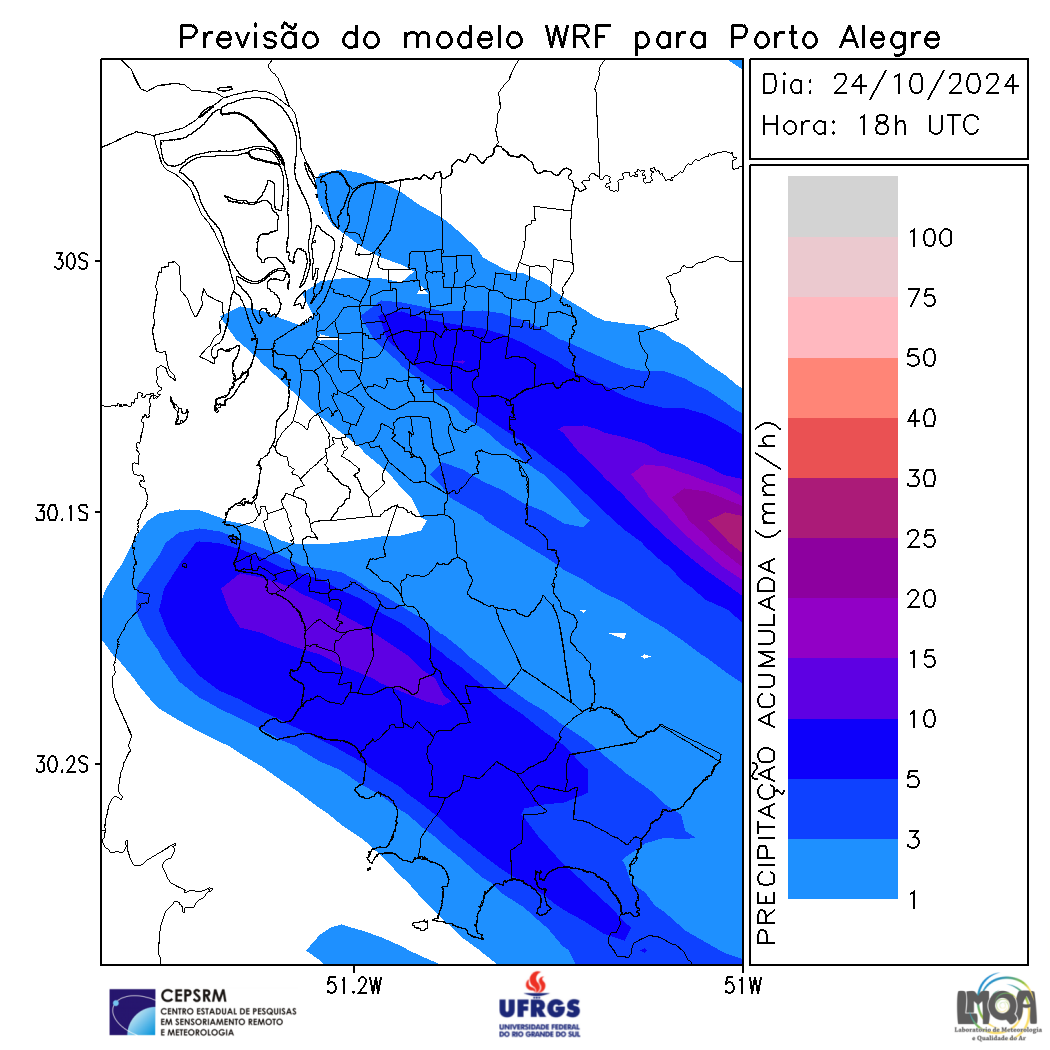 Previsão do modelo WRF para Porto Alegre
Dia: 24/10/2024
Hora: 18h UTC
30S
30.1S
30.2S
51.2W
51W
PRECIPITAÇÃO ACUMULADA (mm/h)
100
75
50
40
30
25
20
15
10
5
3
1
CEPSRM
CENTRO ESTADUAL DE PESQUISAS
EM SENSORIAMENTO REMOTO
E METEOROLOGIA
UFRGS
UNIVERSIDADE FEDERAL
DO RIO GRANDE DO SUL
LMQA
Laboratório de Meteorologia
e Qualidade do Ar